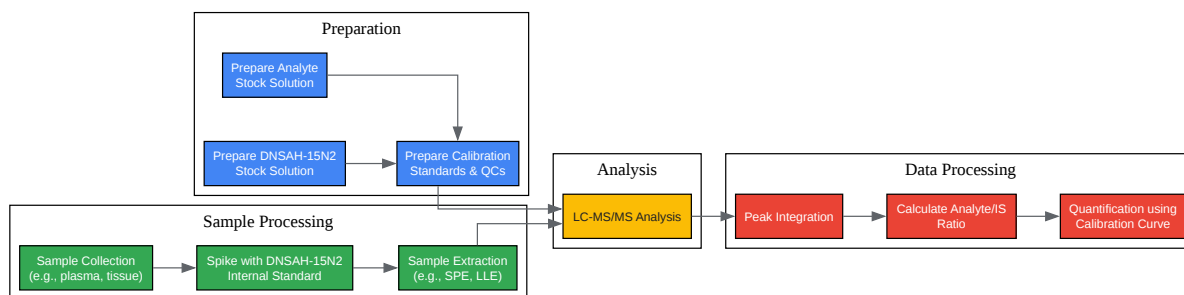 Preparation
Prepare Analyte
Stock Solution
Prepare DNSAH-15N2
Stock Solution
Prepare Calibration
Standards & QCs
Sample Processing
Sample Collection
(e.g., plasma, tissue)
Spike with DNSAH-15N2
Internal Standard
Sample Extraction
(e.g., SPE, LLE)
Analysis
LC-MS/MS Analysis
Data Processing
Peak Integration
Calculate Analyte/IS
Ratio
Quantification using
Calibration Curve